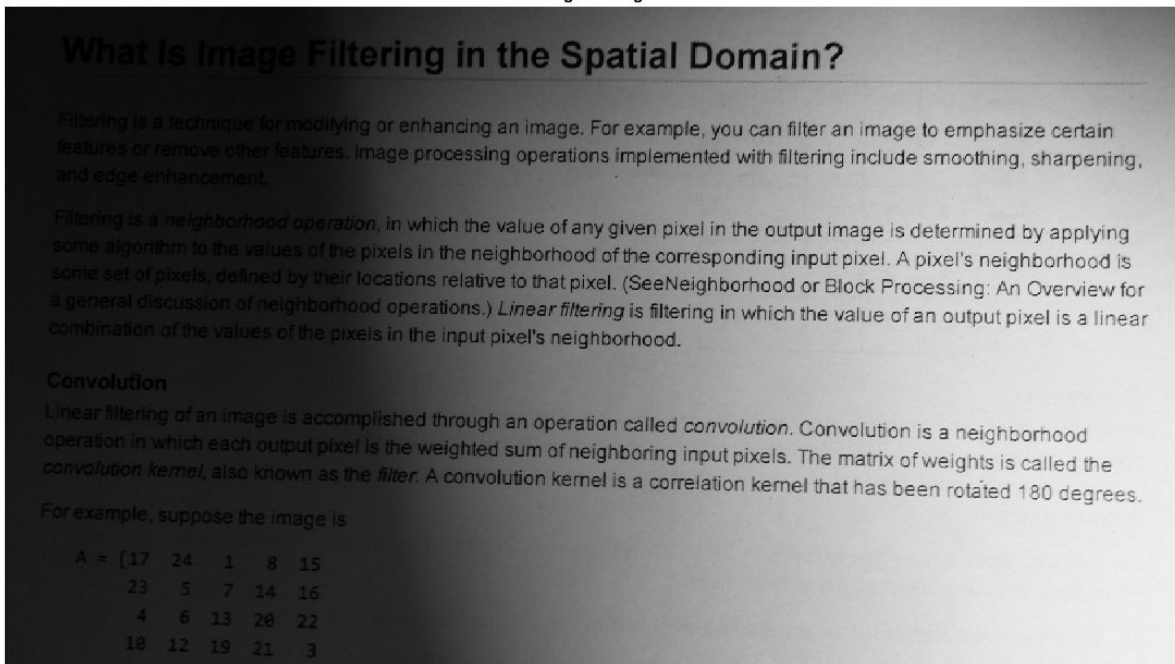 What Is Image Filtering in the Spatial Domain?
Filtering is a technique for modifying or enhancing an image. For example, you can filter an image to emphasize certain
features or remove other features. Image processing operations implemented with filtering include smoothing, sharpening,
and edge enhancement.
Filtering is a neighborhood operation, in which the value of any given pixel in the output image is determined by applying
some algorithm to the values of the pixels in the neighborhood of the corresponding input pixel. A pixel's neighborhood is
some set of pixels, defined by their locations relative to that pixel. (SeeNeighborhood or Block Processing: An Overview for
a general discussion of neighborhood operations.) Linear filtering is filtering in which the value of an output pixel is a linear
combination of the values of the pixels in the input pixel's neighborhood.
Convolution
Linear filtering of an image is accomplished through an operation called convolution. Convolution is a neighborhood
operation in which each output pixel is the weighted sum of neighboring input pixels. The matrix of weights is called the
convolution kernel, also known as the filter. A convolution kernel is a correlation kernel that has been rotated 180 degrees.
For example, suppose the image is
A = [17 24 1 8 15
23 5 7 14 16
4 6 13 20 22
10 12 19 21 3